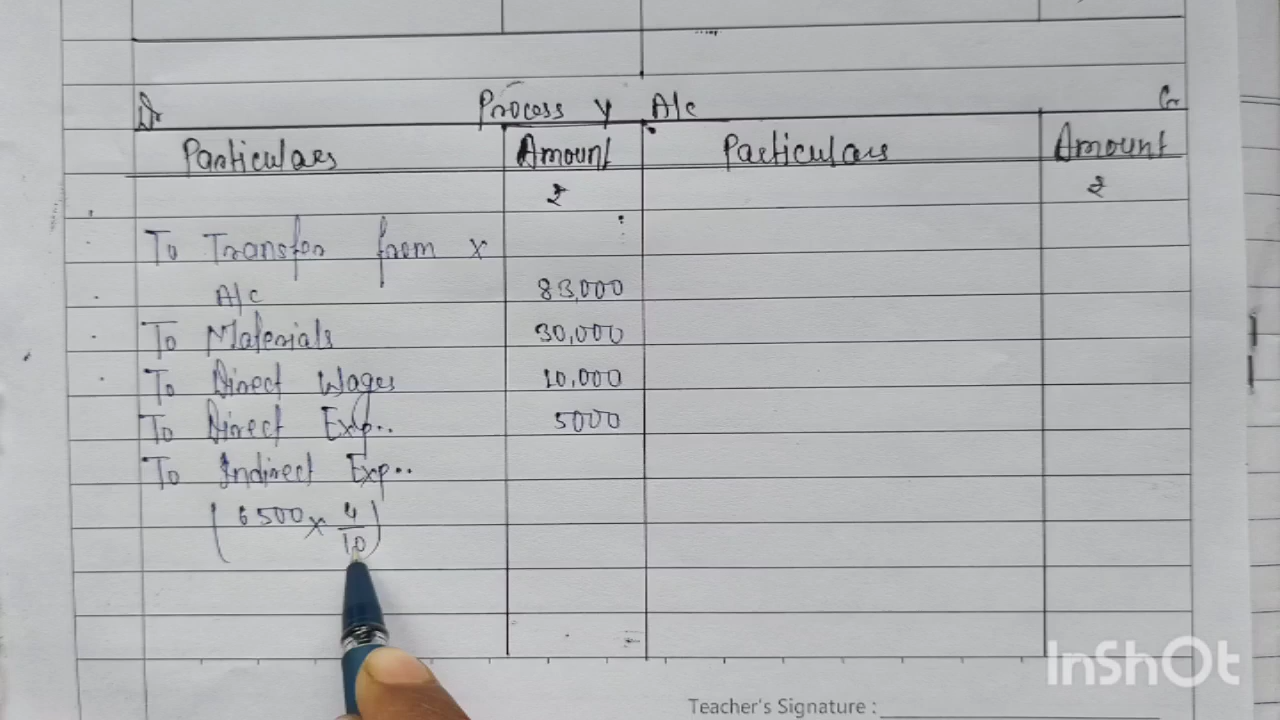 Process Y A/c
Dr Cr
Particulars Amount Particulars Amount
₹ ₹
To Transfer from X
A/c 83,000
To Materials 30,000
To Direct Wages 10,000
To Direct Exp.. 5000
To Indirect Exp..
(6500 × 4/10)
InShOt
Teacher's Signature :